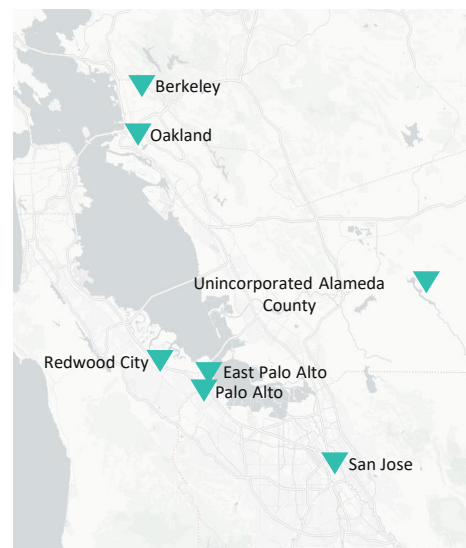 Berkeley
Oakland
Unincorporated Alameda
County
Redwood City
East Palo Alto
Palo Alto
San Jose